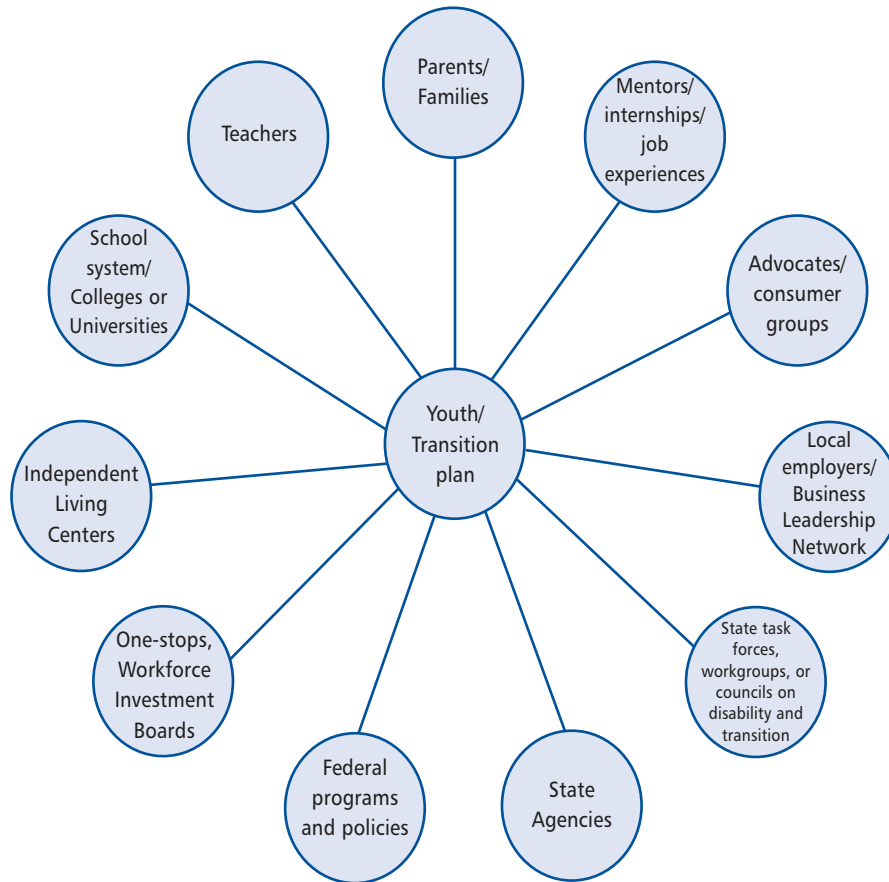 Parents/
Families
Mentors/
internships/
job
experiences
Teachers
Advocates/
consumer
groups
School
system/
Colleges or
Universities
Youth/
Transition
plan
Local
employers/
Business
Leadership
Network
Independent
Living
Centers
State task
forces,
workgroups, or
councils on
disability and
transition
One-stops,
Workforce
Investment
Boards
Federal
programs
and policies
State
Agencies